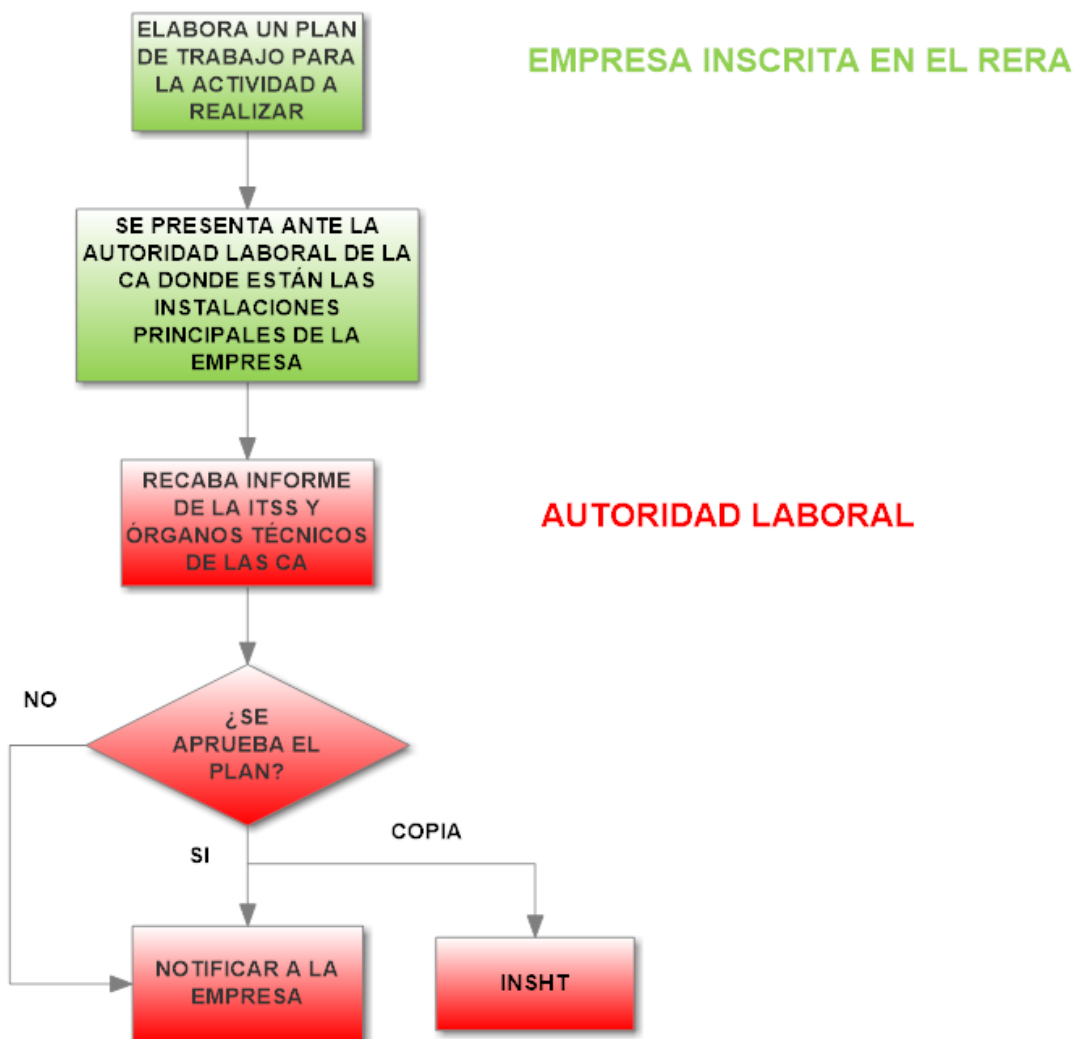 ELABORA UN PLAN
DE TRABAJO PARA
LA ACTIVIDAD A
REALIZAR
EMPRESA INSCRITA EN EL RERA
SE PRESENTA ANTE LA
AUTORIDAD LABORAL DE LA
CA DONDE ESTÁN LAS
INSTALACIONES
PRINCIPALES DE LA
EMPRESA
RECABA INFORME
DE LA ITSS Y
ÓRGANOS TÉCNICOS
DE LAS CA
AUTORIDAD LABORAL
NO
¿SE
APRUEBA EL
PLAN?
SI
COPIA
NOTIFICAR A LA
EMPRESA
INSHT